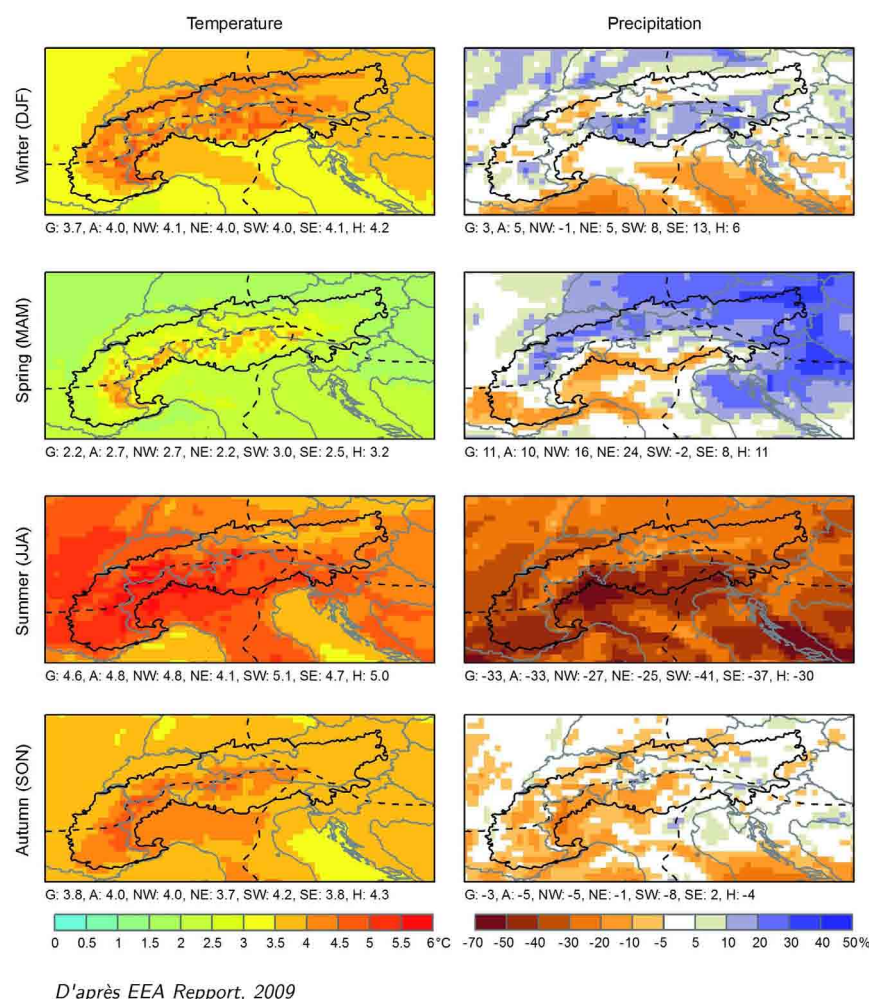 Temperature
Precipitation
Winter (DJF)
G: 3.7, A: 4.0, NW: 4.1, NE: 4.0, SW: 4.0, SE: 4.1, H: 4.2
G: 3, A: 5, NW: -1, NE: 5, SW: 8, SE: 13, H: 6
Spring (MAM)
G: 2.2, A: 2.7, NW: 2.7, NE: 2.2, SW: 3.0, SE: 2.5, H: 3.2
G: 11, A: 10, NW: 16, NE: 24, SW: -2, SE: 8, H: 11
Summer (JJA)
G: 4.6, A: 4.8, NW: 4.8, NE: 4.1, SW: 5.1, SE: 4.7, H: 5.0
G: -33, A: -33, NW: -27, NE: -25, SW: -41, SE: -37, H: -30
Autumn (SON)
G: 3.8, A: 4.0, NW: 4.0, NE: 3.7, SW: 4.2, SE: 3.8, H: 4.3
G: -3, A: -5, NW: -5, NE: -1, SW: -8, SE: 2, H: -4
0 0.5 1 1.5 2 2.5 3 3.5 4 4.5 5 5.5 6°C
-70 -50 -40 -30 -20 -10 -5 5 10 20 30 40 50%
D'après EEA Repport, 2009